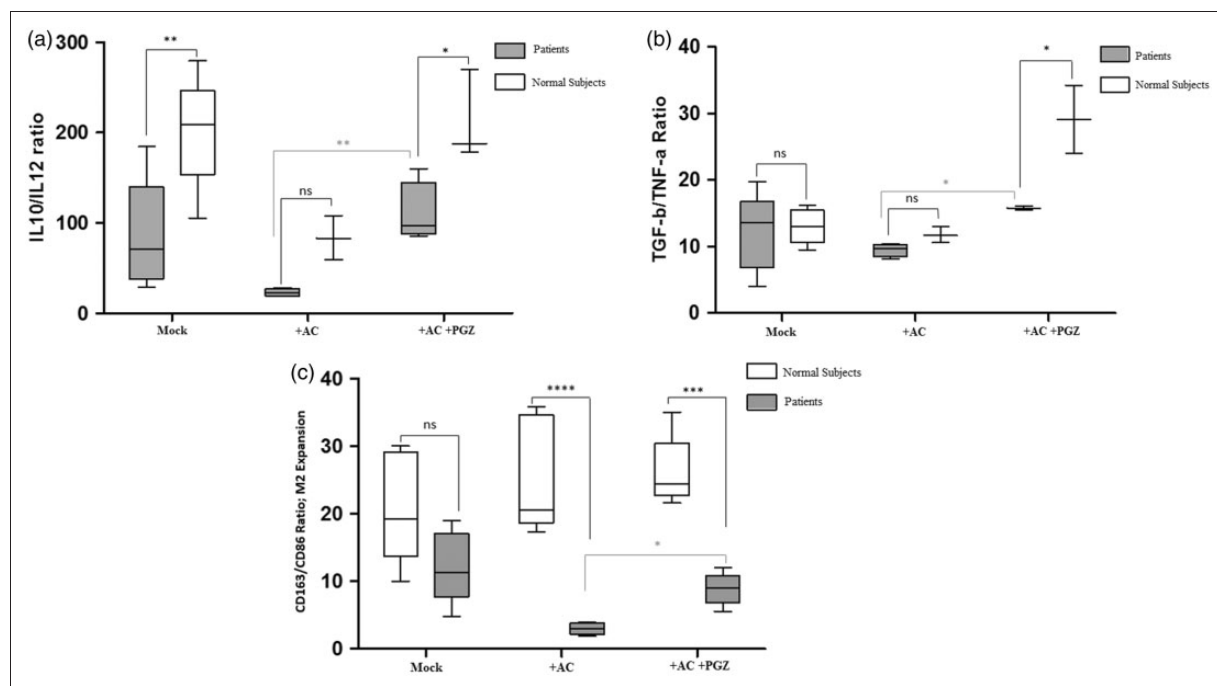 (a)
IL10/IL12 ratio
300
200
100
0
**
ns
**
*
Patients
Normal Subjects
Mock
+AC
+AC +PGZ
(b)
TGF-b/TNF-a Ratio
40
30
20
10
0
ns
ns
*
*
Patients
Normal Subjects
Mock
+AC
+AC +PGZ
(c)
CD163/CD86 Ratio; M2 Expansion
40
30
20
10
0
ns
****
***
*
Normal Subjects
Patients
Mock
+AC
+AC +PGZ